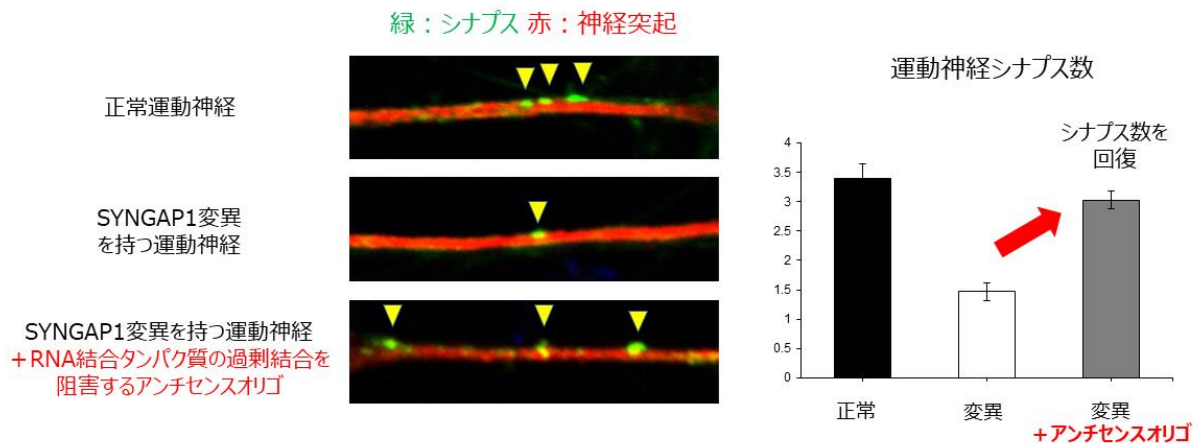 緑：シナプス 赤：神経突起
正常運動神経
SYNGAP1変異
を持つ運動神経
SYNGAP1変異を持つ運動神経
＋RNA結合タンパク質の過剰結合を
阻害するアンチセンスオリゴ
運動神経シナプス数
シナプス数を
回復
4
3.5
3
2.5
2
1.5
1
0.5
0
正常
変異
変異
＋アンチセンスオリゴ